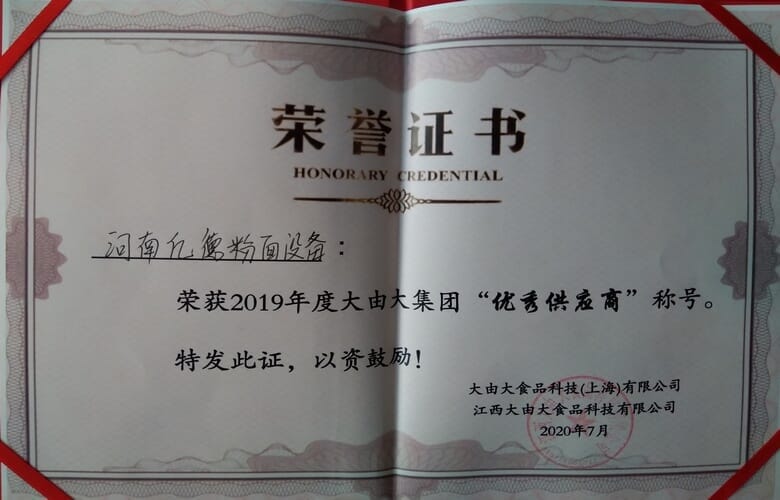 荣誉证书
HONORARY CREDENTIAL
河南亿德粉面设备：
荣获2019年度大由大集团“优秀供应商”称号。
特发此证，以资鼓励！
大由大食品科技(上海)有限公司
江西大由大食品科技有限公司
2020年7月